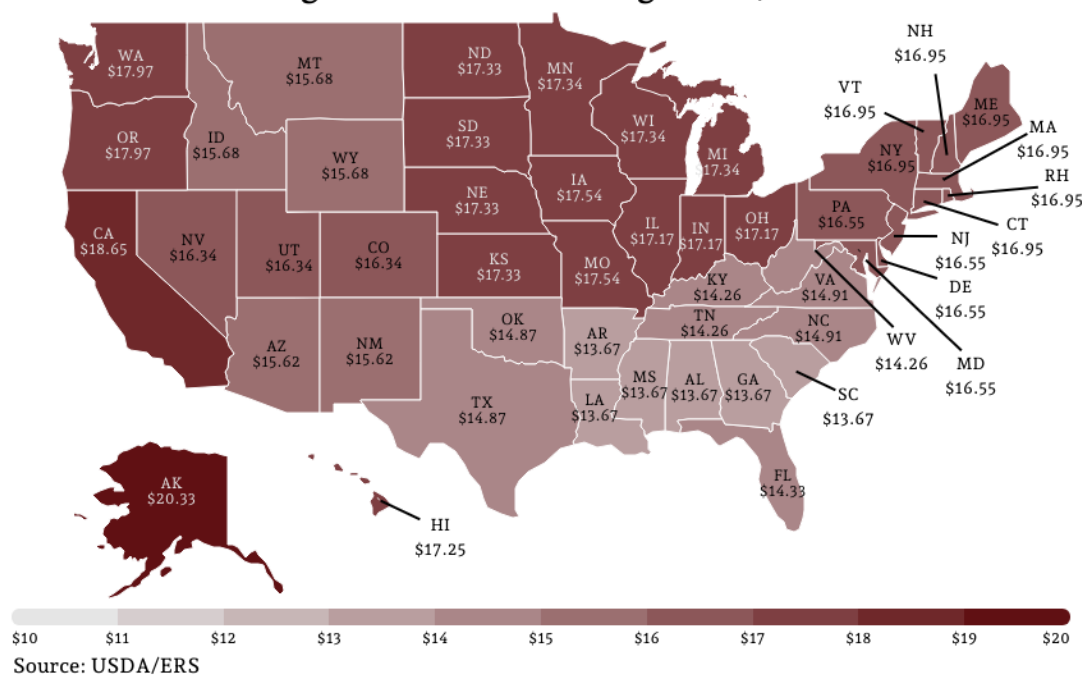 WA
$17.97
OR
$17.97
CA
$18.65
NV
$16.34
ID
$15.68
MT
$15.68
WY
$15.68
UT
$16.34
CO
$16.34
AZ
$15.62
NM
$15.62
ND
$17.33
SD
$17.33
NE
$17.33
KS
$17.33
OK
$14.87
TX
$14.87
MN
$17.34
IA
$17.54
MO
$17.54
AR
$13.67
LA
$13.67
WI
$17.34
MI
$17.34
IL
$17.17
IN
$17.17
OH
$17.17
KY
$14.26
TN
$14.26
MS
$13.67
AL
$13.67
GA
$13.67
FL
$14.33
SC
$13.67
NC
$14.91
VA
$14.91
WV
$14.26
MD
$16.55
DE
$16.55
NJ
$16.55
PA
$16.55
NY
$16.95
CT
$16.95
RH
$16.95
MA
$16.95
ME
$16.95
NH
$16.95
VT
$16.95
AK
$20.33
HI
$17.25
$10 $11 $12 $13 $14 $15 $16 $17 $18 $19 $20
Source: USDA/ERS